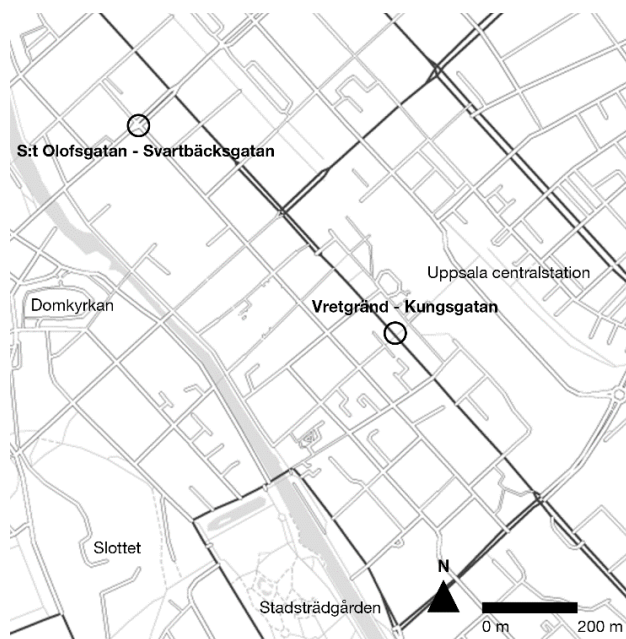 S:t Olofsgatan - Svartbäcksgatan
Uppsala centralstation
Domkyrkan
Vretgränd - Kungsgatan
Slottet
N
Stadsträdgården
0 m 200 m